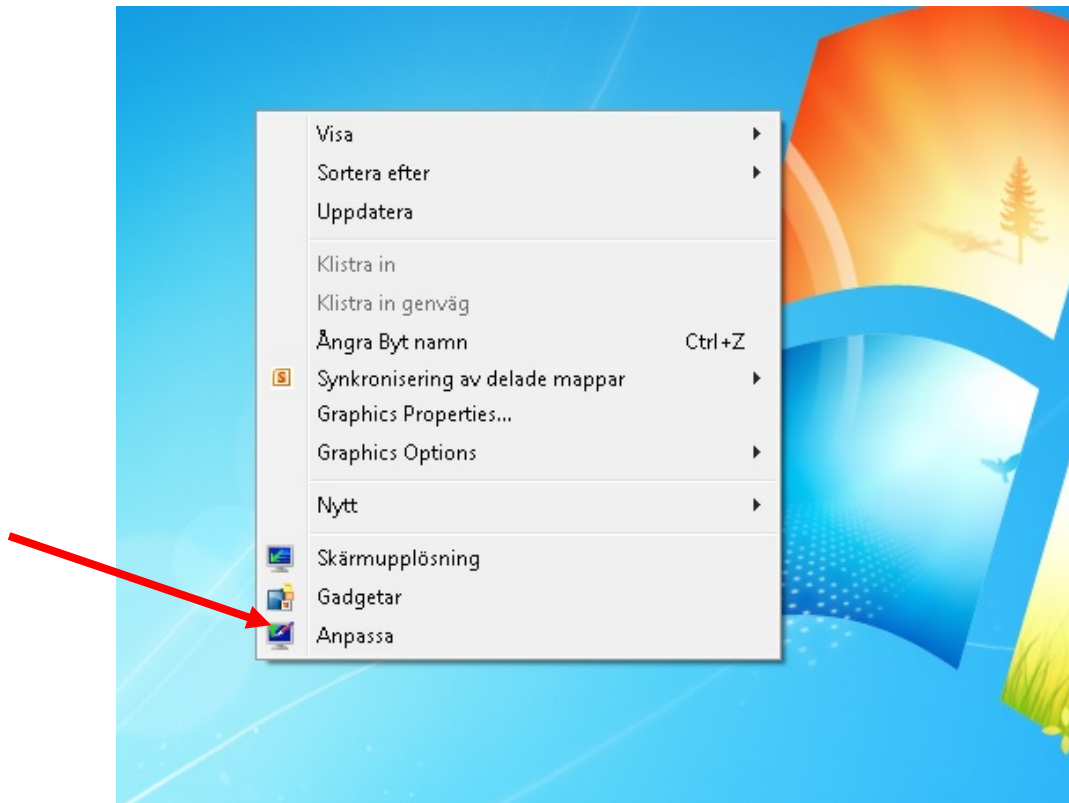 Visa
Sortera efter
Uppdatera
Klistra in
Klistra in genväg
Ångra Byt namn Ctrl+Z
Synkronisering av delade mappar
Graphics Properties...
Graphics Options
Nytt
Skärmupplösning
Gadgetar
Anpassa